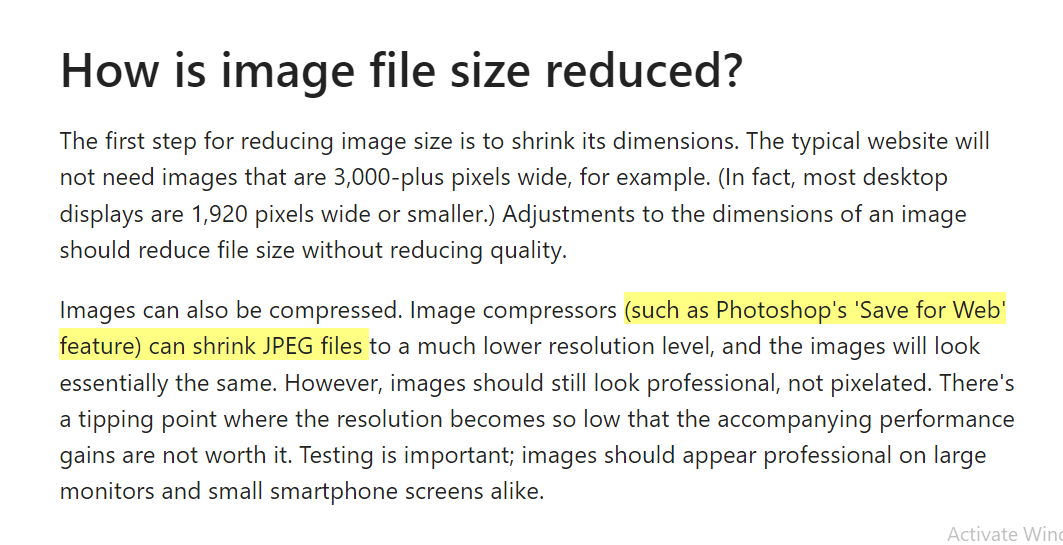 How is image file size reduced?
The first step for reducing image size is to shrink its dimensions. The typical website will
not need images that are 3,000-plus pixels wide, for example. (In fact, most desktop
displays are 1,920 pixels wide or smaller.) Adjustments to the dimensions of an image
should reduce file size without reducing quality.
Images can also be compressed. Image compressors (such as Photoshop's 'Save for Web'
feature) can shrink JPEG files to a much lower resolution level, and the images will look
essentially the same. However, images should still look professional, not pixelated. There's
a tipping point where the resolution becomes so low that the accompanying performance
gains are not worth it. Testing is important; images should appear professional on large
monitors and small smartphone screens alike.
Activate Wind